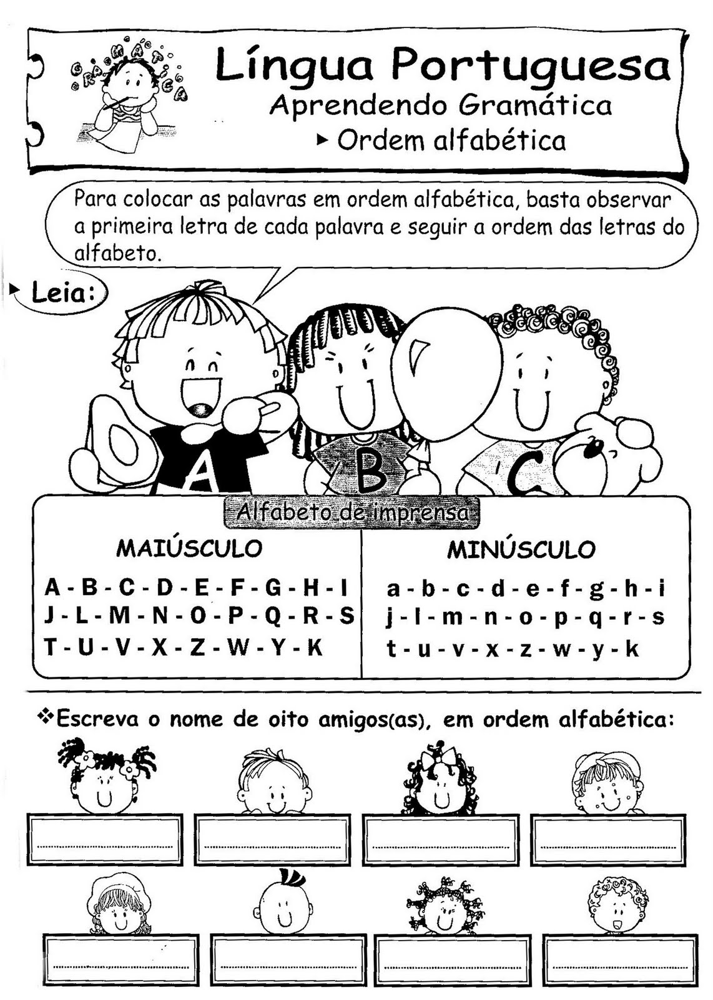 GRAMÁTICA
Língua Portuguesa
Aprendendo Gramática
▸ Ordem alfabética
Para colocar as palavras em ordem alfabética, basta observar
a primeira letra de cada palavra e seguir a ordem das letras do
alfabeto.
▸ Leia:
A B C
Alfabeto de imprensa
MAIÚSCULO
A - B - C - D - E - F - G - H - I
J - L - M - N - O - P - Q - R - S
T - U - V - X - Z - W - Y - K
MINÚSCULO
a - b - c - d - e - f - g - h - i
j - l - m - n - o - p - q - r - s
t - u - v - x - z - w - y - k
❖Escreva o nome de oito amigos(as), em ordem alfabética: